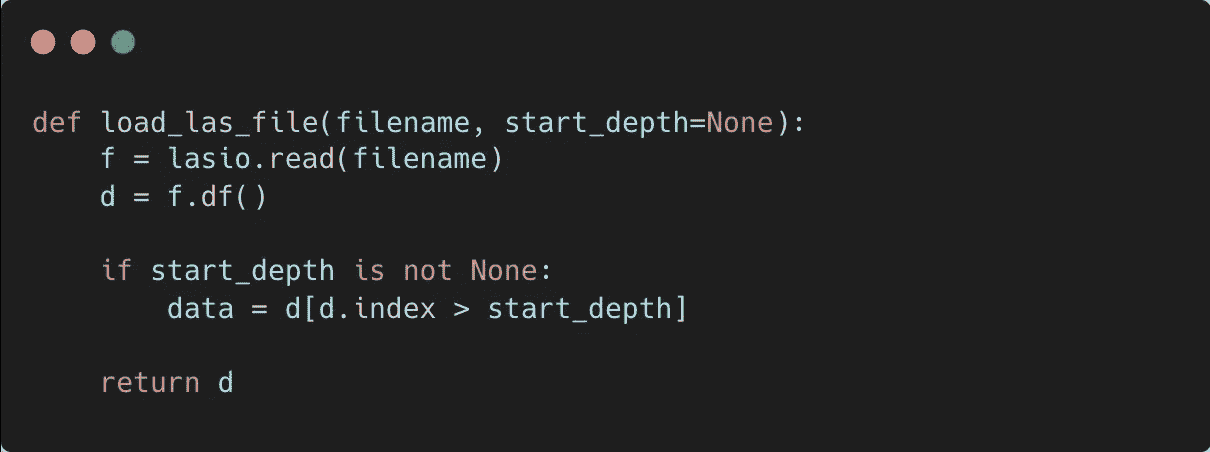 def load_las_file(filename, start_depth=None):
    f = lasio.read(filename)
    d = f.df()

    if start_depth is not None:
        data = d[d.index > start_depth]

    return d